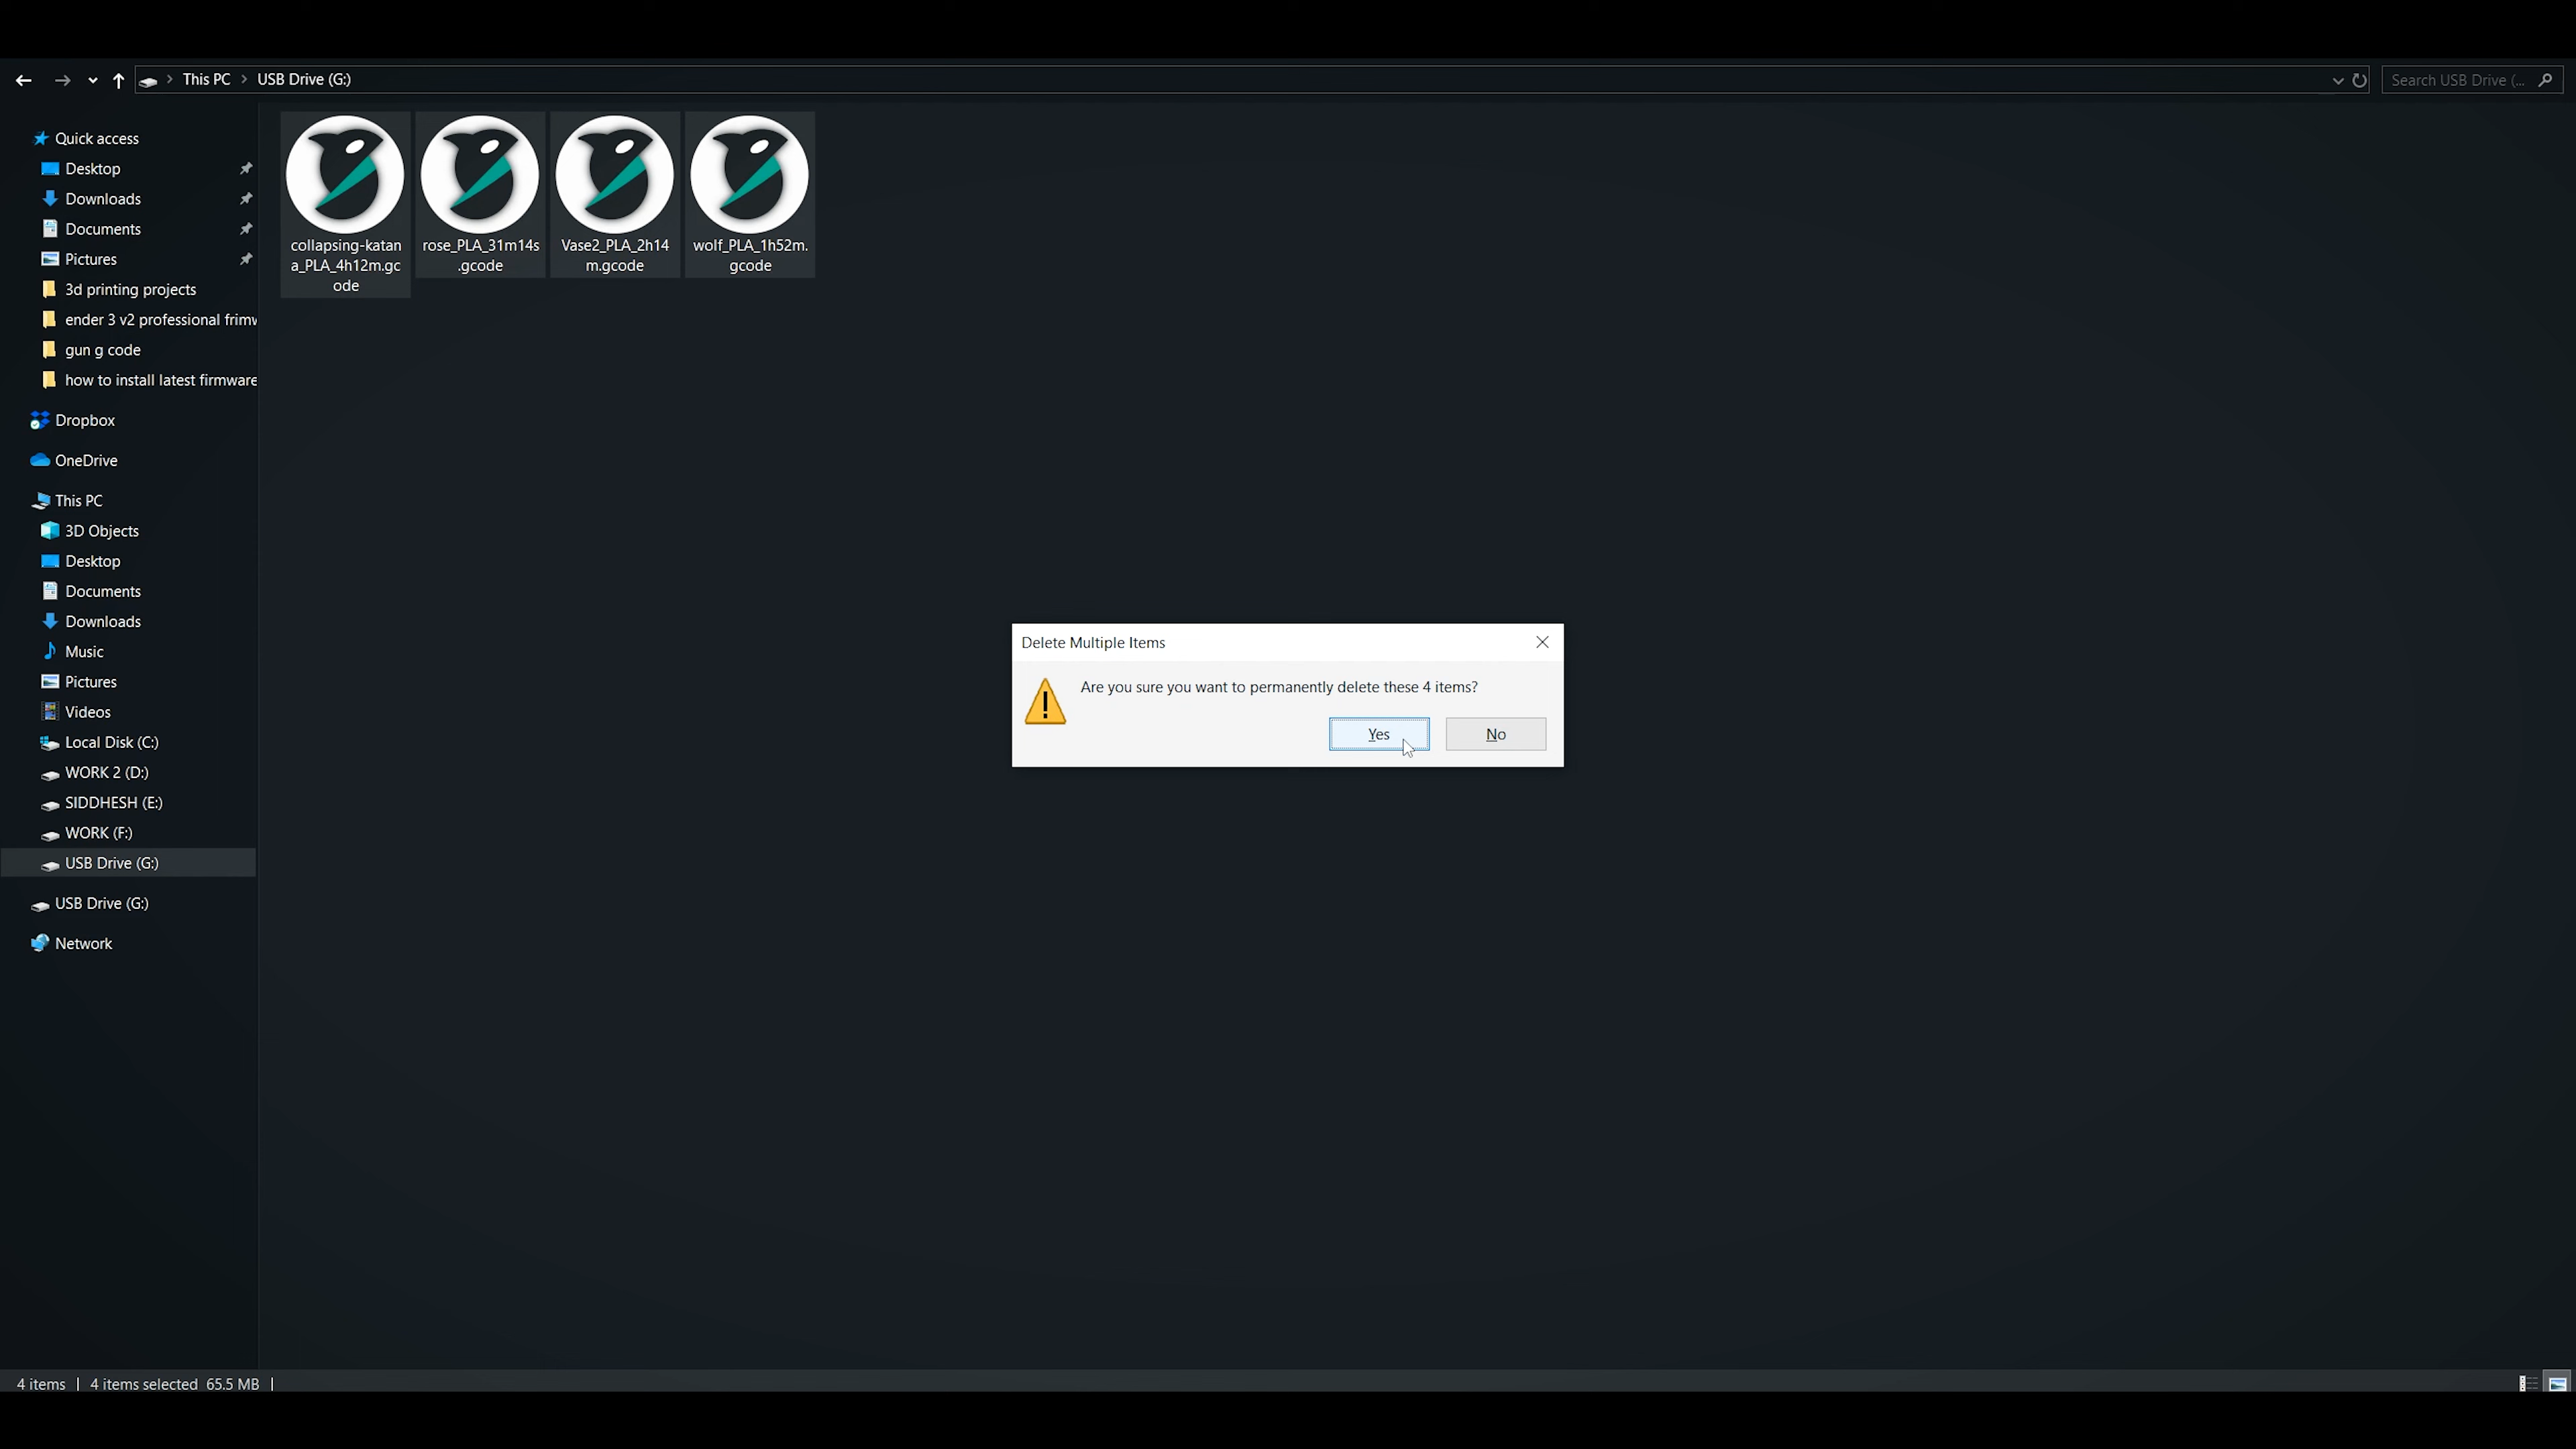 This PC
USB Drive (G:)
Search USB Drive (...
Quick access
Desktop
Downloads
Documents
Pictures
3d printing projects
ender 3 v2 professional
gun g code
how to install latest firmware
Dropbox
OneDrive
This PC
3D Objects
Desktop
Documents
Downloads
Music
Pictures
Videos
Local Disk (C:)
WORK 2 (D:)
SIDDHESH (E:)
WORK (F:)
USB Drive (G:)
USB Drive (G:)
Network
collapsing-katan
a_PLA_4h12m.gc
ode
rose_PLA_31m14s
.gcode
Vase2_PLA_2h14
m.gcode
wolf_PLA_1h52m.
gcode
Delete Multiple Items
Are you sure you want to permanently delete these 4 items?
Yes
No
4 items
4 items selected 65.5 MB